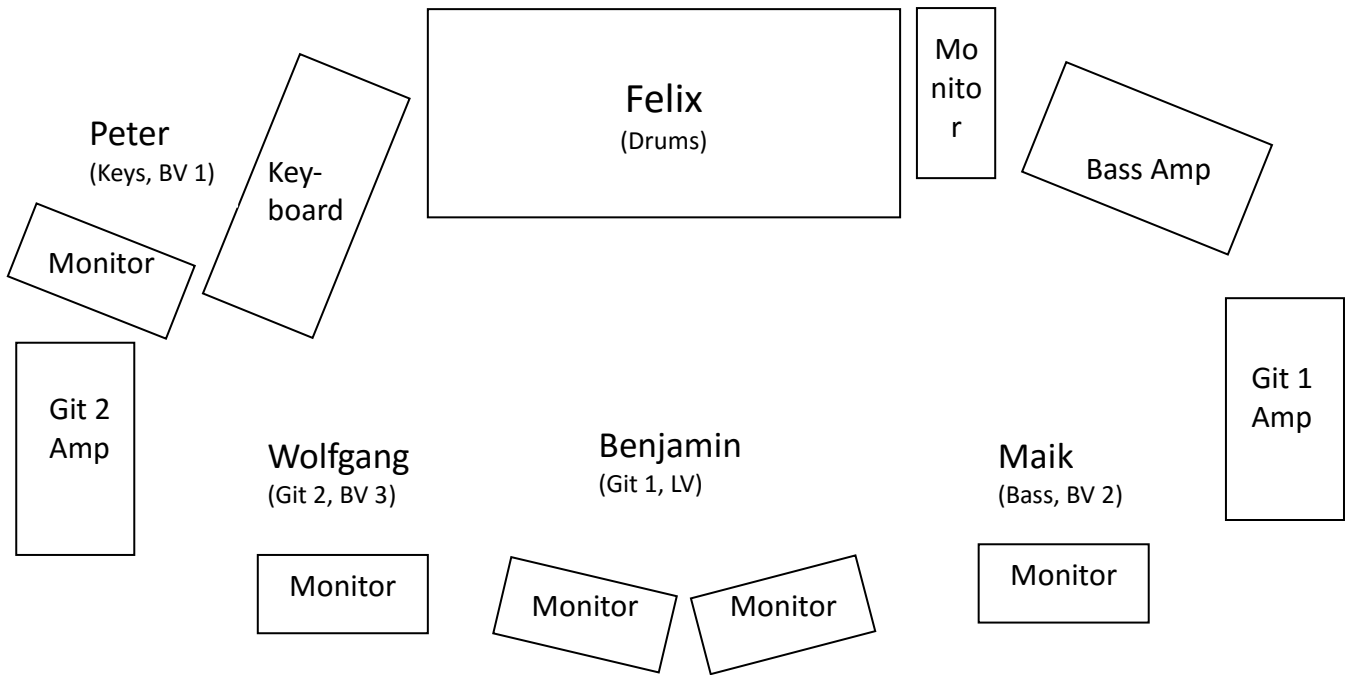 Felix
(Drums)
Mo
nito
r
Bass Amp
Peter
(Keys, BV 1)
Key-
board
Monitor
Git 2
Amp
Git 1
Amp
Wolfgang
(Git 2, BV 3)
Benjamin
(Git 1, LV)
Maik
(Bass, BV 2)
Monitor
Monitor
Monitor
Monitor